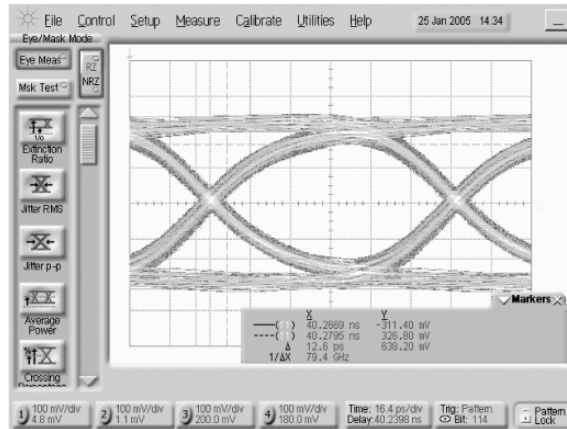 File Control Setup Measure Calibrate Utilities Help 25 Jan 2005 14:34
Eye/Mask Mode
Eye Meas
RZ
NRZ
Msk Test
1/0
Extinction
Ratio
Jitter RMS
Jitter p-p
Average
Power
Crossing
Markers
X Y
40.2669 ns -311.40 mV
40.2795 ns 326.80 mV
Δ 12.6 ps 638.20 mV
1/ΔX 79.4 GHz
1) 100 mV/div
4.8 mV
2) 100 mV/div
1.1 mV
3) 100 mV/div
200.0 mV
4) 100 mV/div
180.0 mV
Time: 16.4 ps/div
Delay:40.2398 ns
Trig: Pattern
Bit: 114
Pattern
Lock